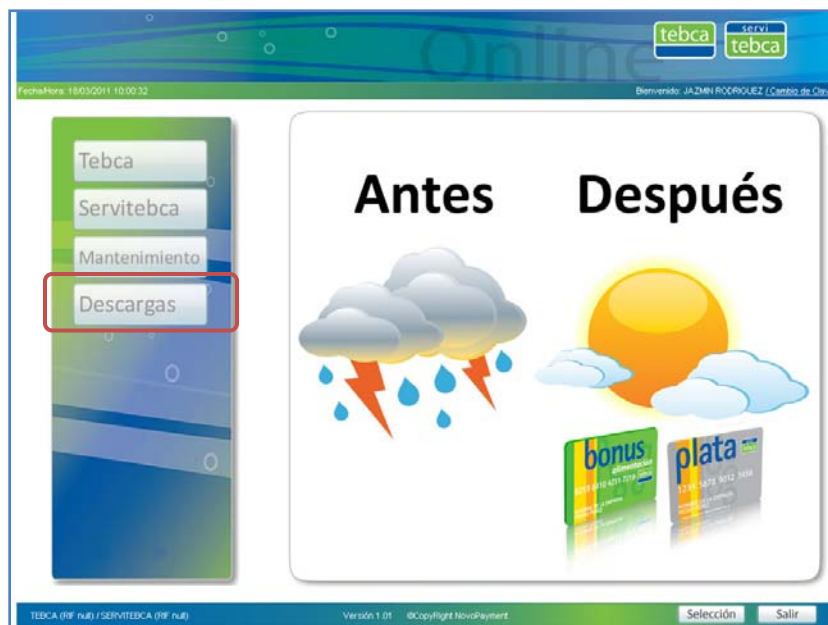 Online
tebca
servi
tebca
Fecha/Hora: 18/03/2011 10:00:32
Bienvenido: JAZMIN RODRIGUEZ / Cambio de Clav
Tebca
Servitebca
Mantenimiento
Descargas
Antes
Después
bonus
alimentación
plata
TEBCA (RIF null) / SERVITEBCA (RIF null)
Versión 1.01 @CopyRight NovoPayment
Selección
Salir